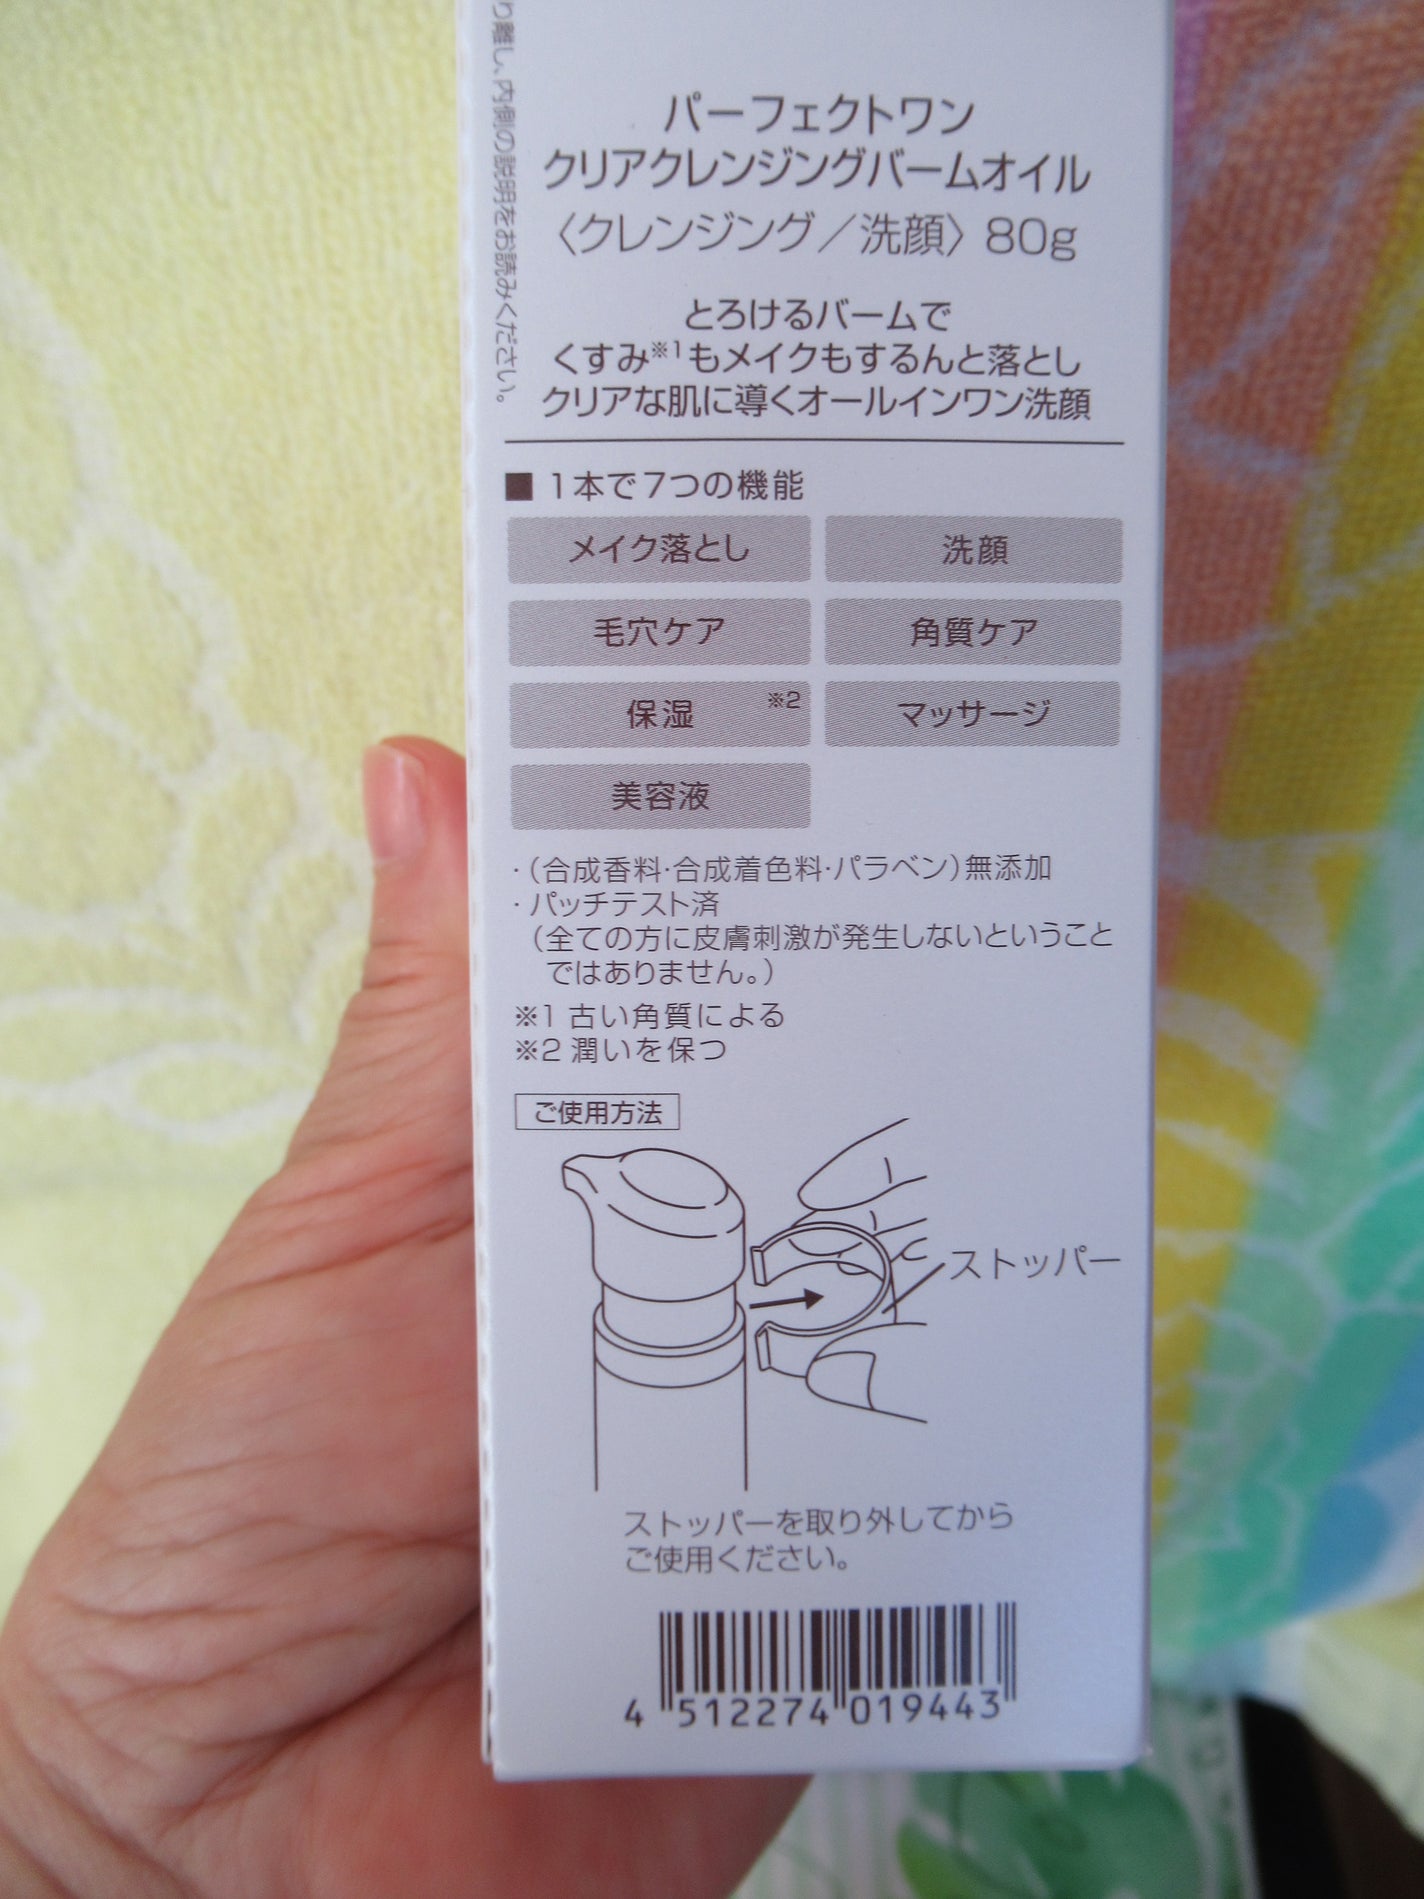 り離し、内側の説明をお読みください。
パーフェクトワン
クリアクレンジングバームオイル
〈クレンジング／洗顔〉80g
とろけるバームで
くすみ※1もメイクもするんと落とし
クリアな肌に導くオールインワン洗顔
■ 1本で7つの機能
メイク落とし 洗顔
毛穴ケア 角質ケア
保湿 ※2 マッサージ
美容液
・（合成香料・合成着色料・パラベン）無添加
・パッチテスト済
（全ての方に皮膚刺激が発生しないということ
ではありません。）
※1 古い角質による
※2 潤いを保つ
ご使用方法
ストッパー
ストッパーを取り外してから
ご使用ください。
4 512274 019443